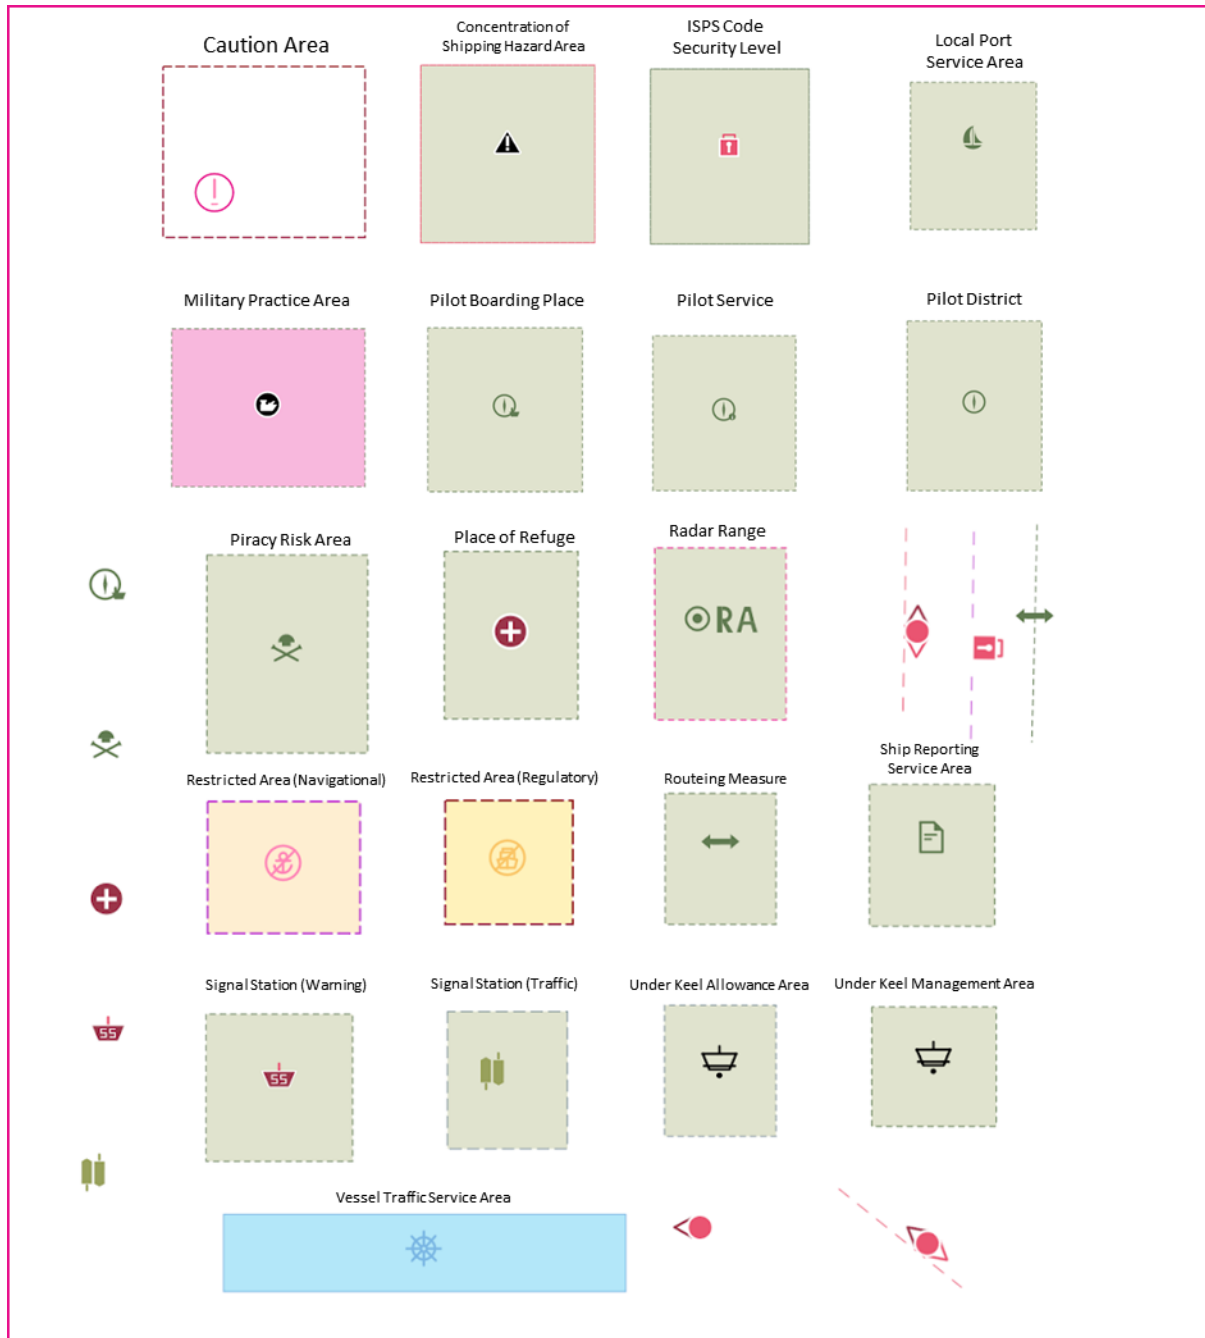 Caution Area
Concentration of
Shipping Hazard Area
ISPS Code
Security Level
Local Port
Service Area
Military Practice Area
Pilot Boarding Place
Pilot Service
Pilot District
Piracy Risk Area
Place of Refuge
Radar Range
RA
Restricted Area (Navigational)
Restricted Area (Regulatory)
Routeing Measure
Ship Reporting
Service Area
Signal Station (Warning)
Signal Station (Traffic)
Under Keel Allowance Area
Under Keel Management Area
SS
SS
Vessel Traffic Service Area